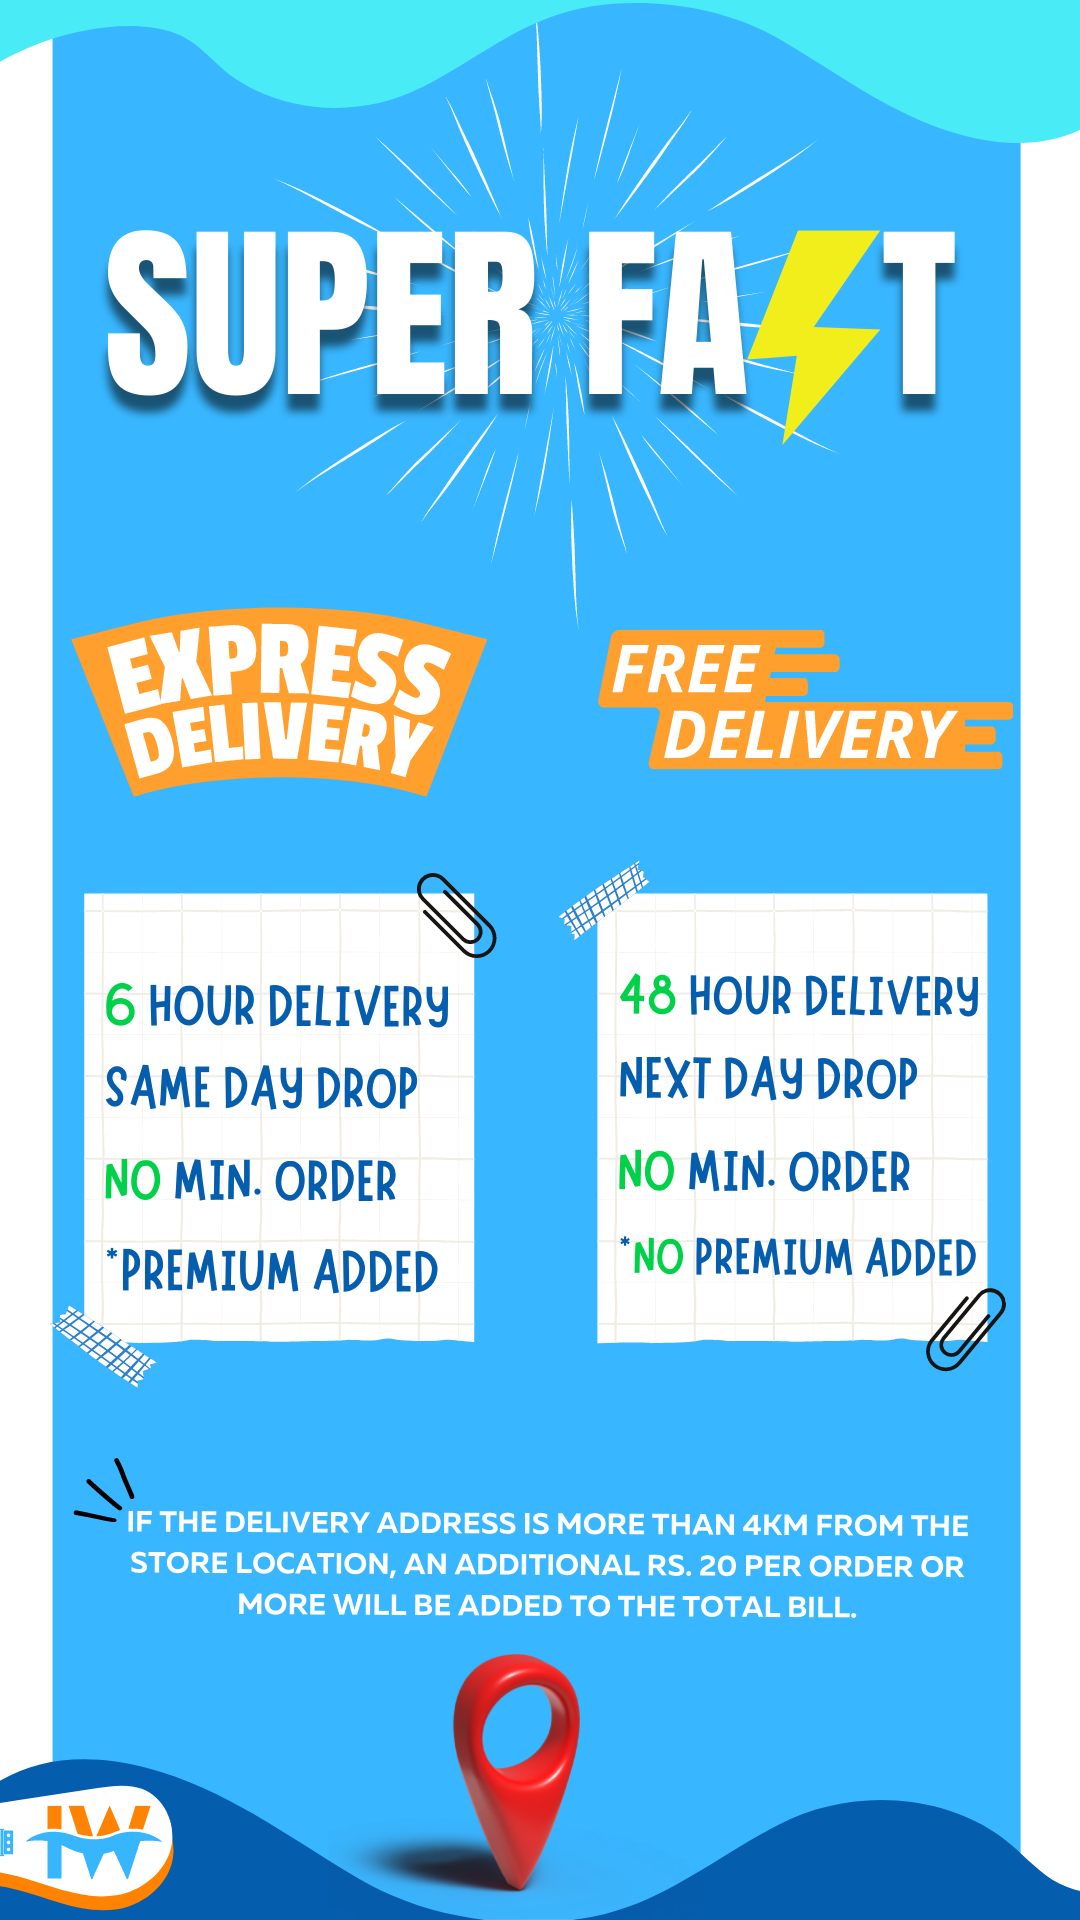 SUPER FAST
EXPRESS
DELIVERY
FREE
DELIVERY
6 HOUR DELIVERY
SAME DAY DROP
NO MIN. ORDER
*PREMIUM ADDED
48 HOUR DELIVERY
NEXT DAY DROP
NO MIN. ORDER
*NO PREMIUM ADDED
IF THE DELIVERY ADDRESS IS MORE THAN 4KM FROM THE
STORE LOCATION, AN ADDITIONAL RS. 20 PER ORDER OR
MORE WILL BE ADDED TO THE TOTAL BILL.
IW